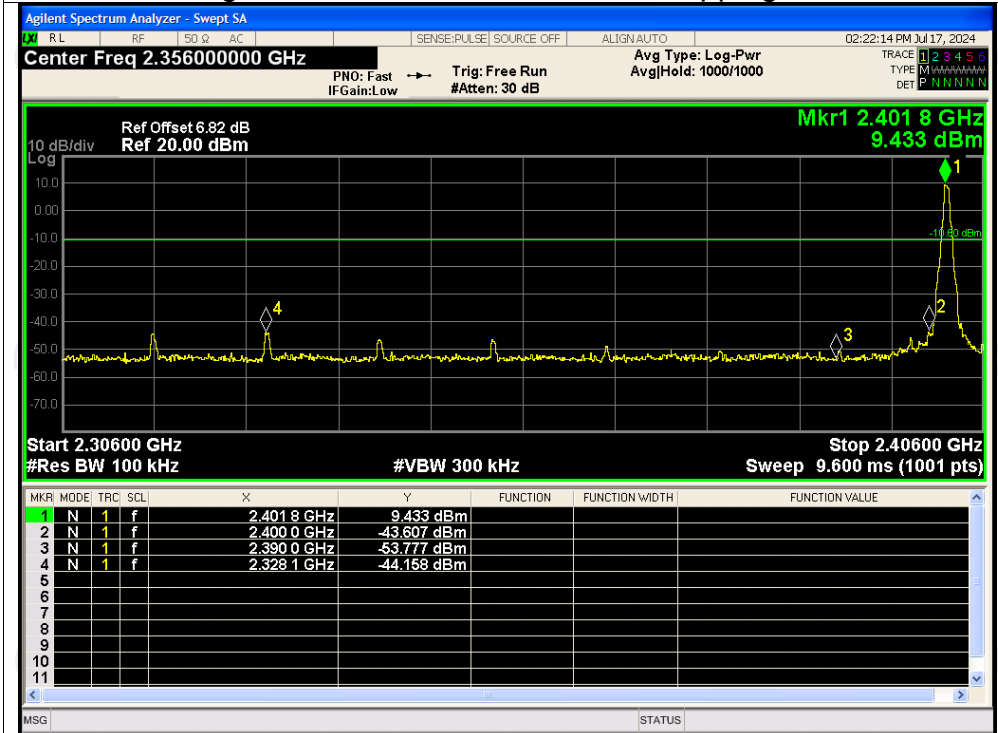 Agilent Spectrum Analyzer - Swept SA
LXI RL RF 50 Ω AC SENSE:PULSE SOURCE OFF ALIGNAUTO 02:22:14 PM Jul 17, 2024
Center Freq 2.356000000 GHz Avg Type: Log-Pwr TRACE 1 2 3 4 5 6
PNO: Fast Trig: Free Run Avg|Hold: 1000/1000 TYPE M
IFGain:Low #Atten: 30 dB DET P N N N N N
Mkr1 2.401 8 GHz
Ref Offset 6.82 dB
10 dB/div Ref 20.00 dBm 9.433 dBm
Log
1
10.0
0.00
-10.0
-10.60 dBm
-20.0
-30.0
4
2
-40.0
3
-50.0
-60.0
-70.0
Start 2.30600 GHz Stop 2.40600 GHz
#Res BW 100 kHz #VBW 300 kHz Sweep 9.600 ms (1001 pts)
MKR MODE TRC SCL X Y FUNCTION FUNCTION WIDTH FUNCTION VALUE
1 N 1 f 2.401 8 GHz 9.433 dBm
2 N 1 f 2.400 0 GHz -43.607 dBm
3 N 1 f 2.390 0 GHz -53.777 dBm
4 N 1 f 2.328 1 GHz -44.158 dBm
5
6
7
8
9
10
11
MSG STATUS